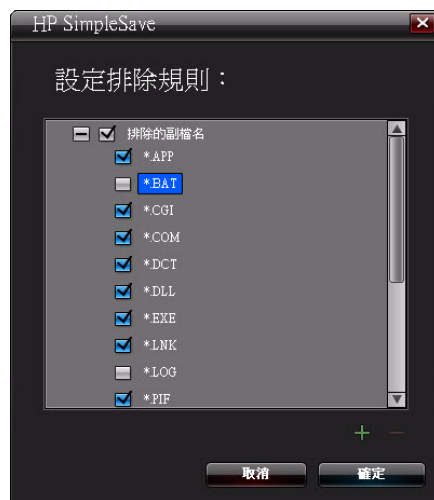 HP SimpleSave
設定排除規則：
排除的副檔名
*.APP
*.BAT
*.CGI
*.COM
*.DCT
*.DLL
*.EXE
*.LNK
*.LOG
*.PIF
取消 確定